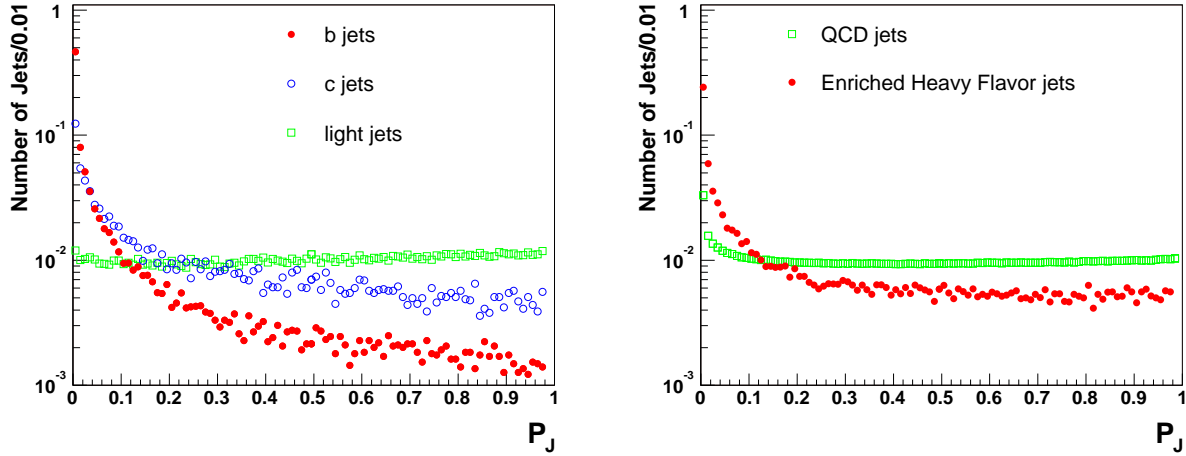 Number of Jets/0.01
1
10-1
10-2
10-3
b jets
c jets
light jets
0 0.1 0.2 0.3 0.4 0.5 0.6 0.7 0.8 0.9 1
PJ
Number of Jets/0.01
1
10-1
10-2
10-3
QCD jets
Enriched Heavy Flavor jets
0 0.1 0.2 0.3 0.4 0.5 0.6 0.7 0.8 0.9 1
PJ